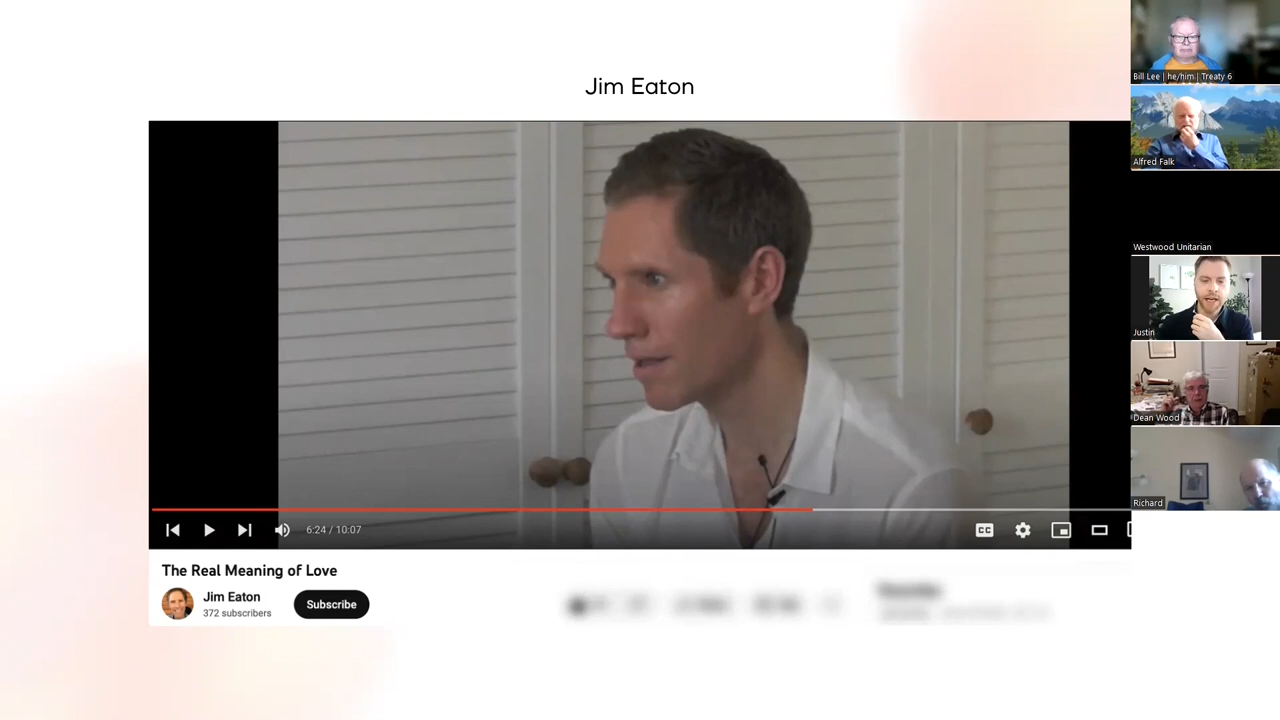 Jim Eaton
6:24 / 10:07
CC
The Real Meaning of Love
Jim Eaton
372 subscribers
Subscribe
Bill Lee | he/him | Treaty 6
Alfred Falk
Westwood Unitarian
Justin
Dean Wood
Richard